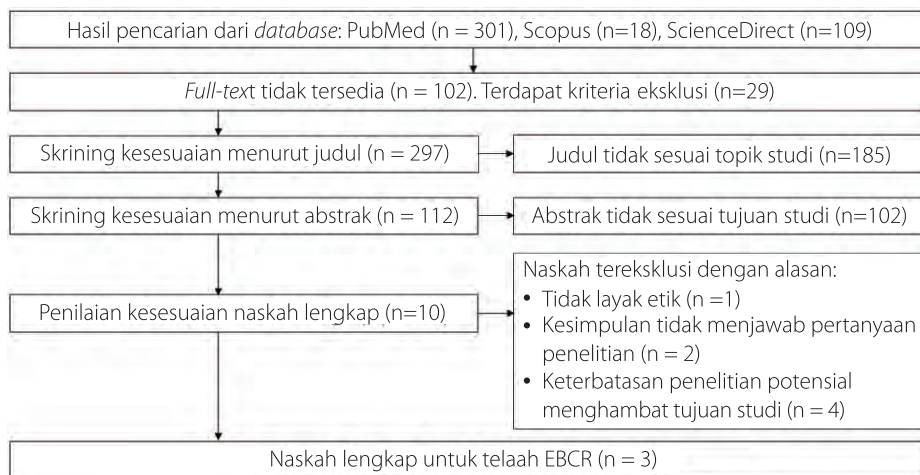 Hasil pencarian dari database: PubMed (n = 301), Scopus (n=18), ScienceDirect (n=109)
Full-text tidak tersedia (n = 102). Terdapat kriteria eksklusi (n=29)
Skrining kesesuaian menurut judul (n = 297)
Judul tidak sesuai topik studi (n=185)
Skrining kesesuaian menurut abstrak (n = 112)
Abstrak tidak sesuai tujuan studi (n=102)
Penilaian kesesuaian naskah lengkap (n=10)
Naskah tereksklusi dengan alasan:
• Tidak layak etik (n =1)
• Kesimpulan tidak menjawab pertanyaan
penelitian (n = 2)
• Keterbatasan penelitian potensial
menghambat tujuan studi (n = 4)
Naskah lengkap untuk telaah EBCR (n = 3)